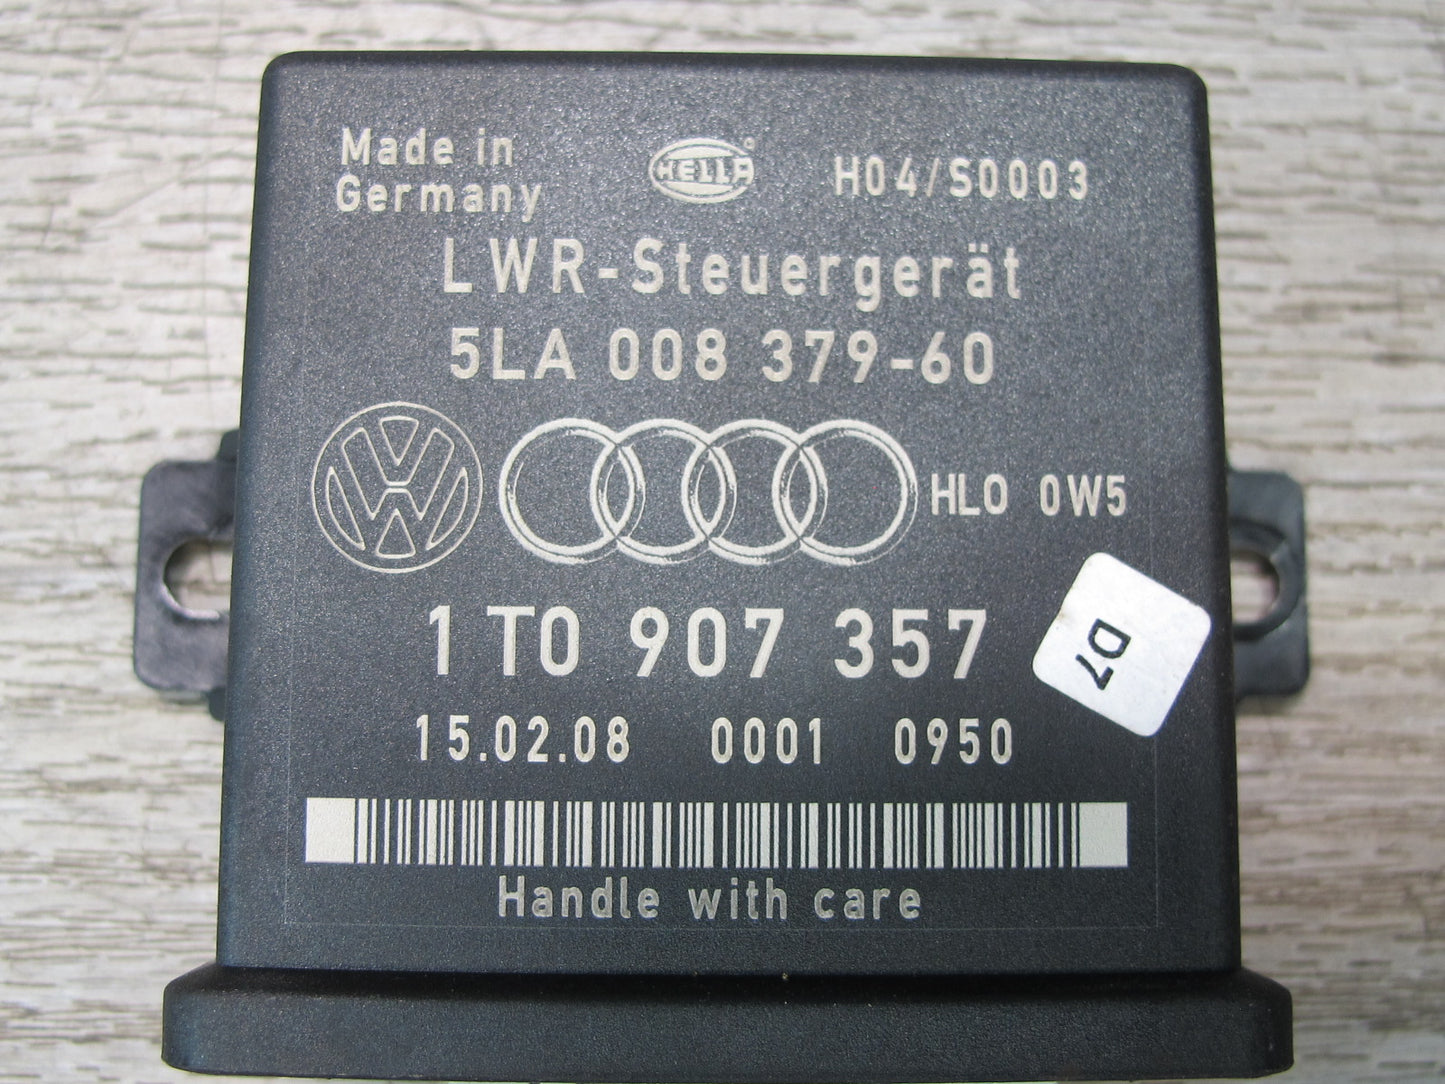 Made in
Germany
HELLA
H04/S0003
LWR-Steuergerät
5LA 008 379-60
HLO 0W5
1T0 907 357
D7
15.02.08 0001 0950
Handle with care